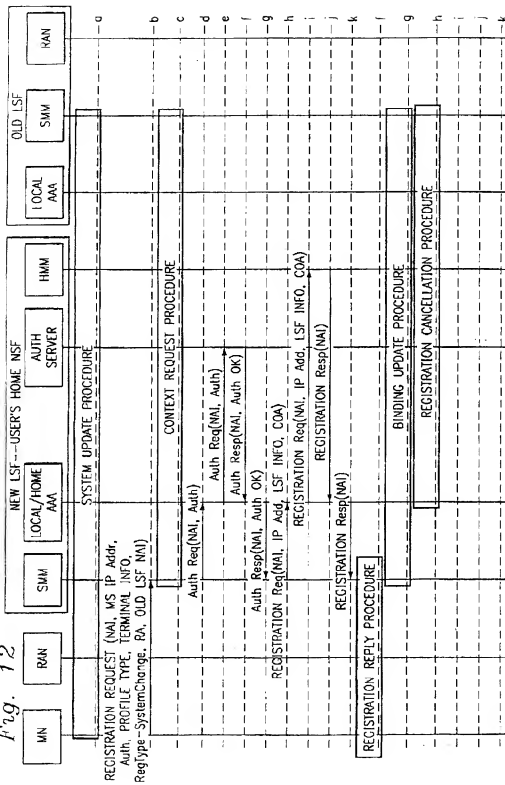 Fig. 12
NEW LSF--USER'S HOME NSF
OLD LSF
MN
RAN
SMM
LOCAL/HOME
AAA
AUTH
SERVER
HMM
LOCAL
AAA
SMM
RAN
SYSTEM UPDATE PROCEDURE
a
REGISTRATION REQUEST (NAI, MS IP Addr,
Auth, PROFILE TYPE, TERMINAL INFO,
RegType-SystemChange, RA, OLD LSF NAI)
b
CONTEXT REQUEST PROCEDURE
c
Auth Req(NAI, Auth)
d
Auth Req(NAI, Auth)
e
Auth Resp(NAI, Auth OK)
f
Auth Resp(NAI, Auth OK)
g
REGISTRATION Req(NAI, IP Add, LSF INFO, COA)
h
REGISTRATION Req(NAI, IP Add, LSF INFO, COA)
i
REGISTRATION Resp(NAI)
j
REGISTRATION Resp(NAI)
k
REGISTRATION REPLY PROCEDURE
f
BINDING UPDATE PROCEDURE
g
REGISTRATION CANCELLATION PROCEDURE
h
i
j
k